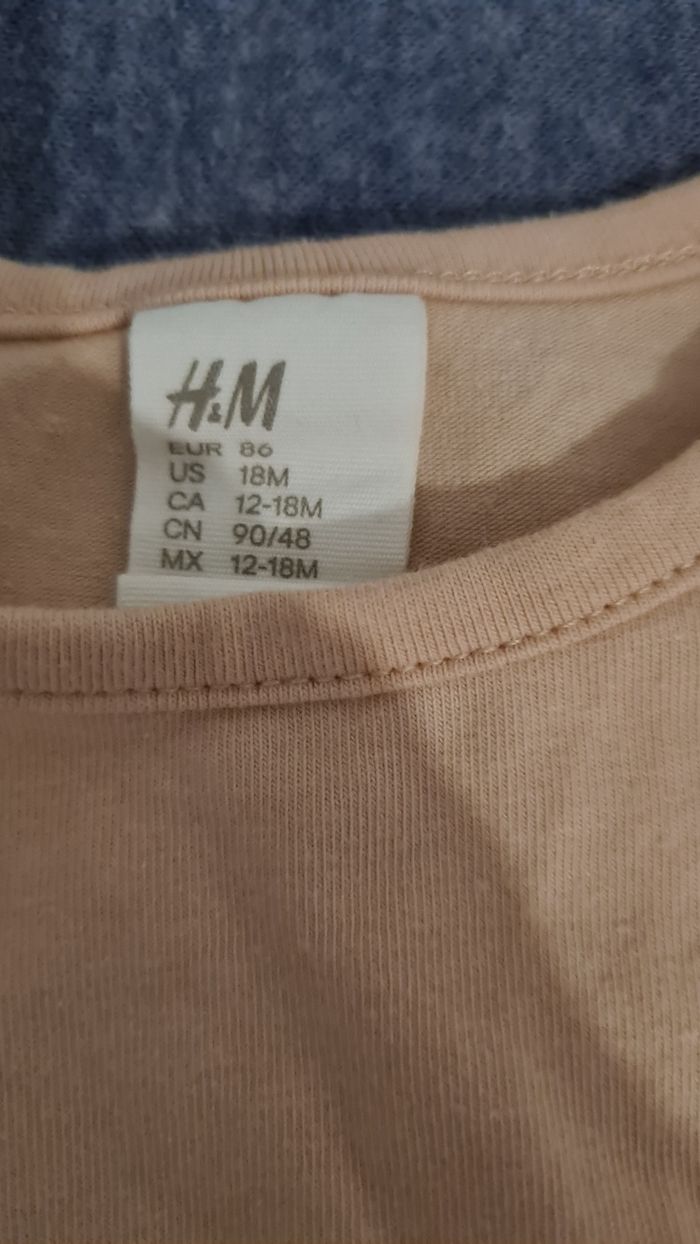 H&M
EUR 86
US 18M
CA 12-18M
CN 90/48
MX 12-18M